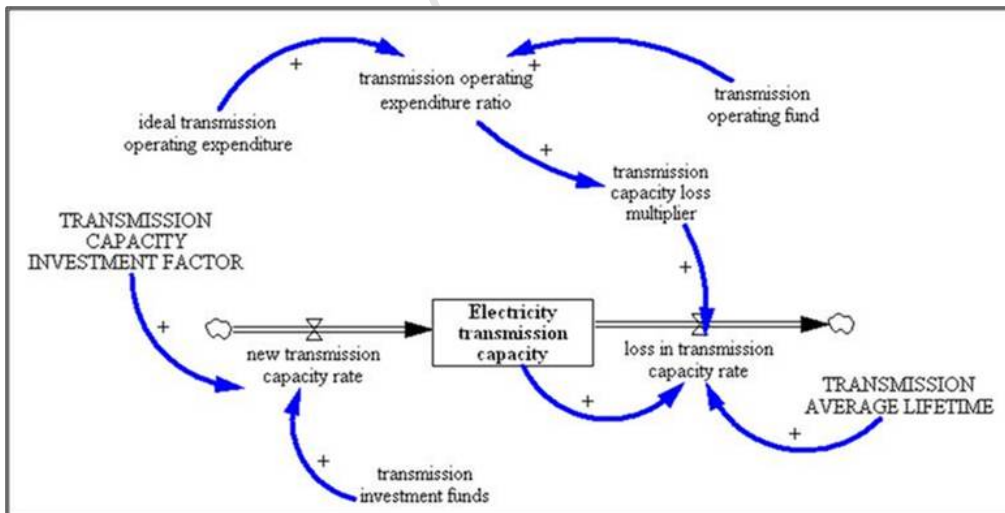 +
+
transmission operating
expenditure ratio
ideal transmission
operating expenditure
transmission
operating fund
+
transmission
capacity loss
multiplier
TRANSMISSION
CAPACITY
INVESTMENT FACTOR
+
+
Electricity
transmission
capacity
new transmission
capacity rate
loss in transmission
capacity rate
TRANSMISSION
AVERAGE LIFETIME
+
+
+
transmission
investment funds